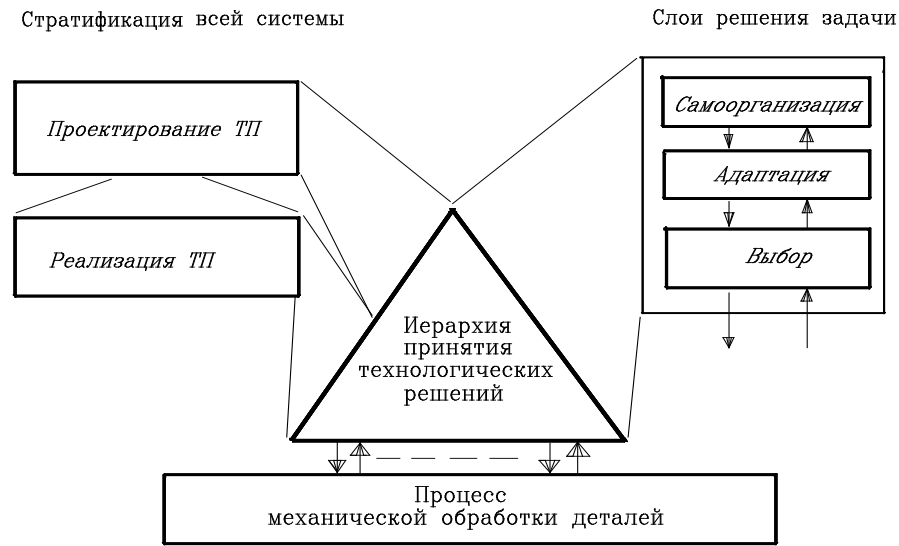 Стратификация всей системы
Слои решения задачи
Проектирование ТП
Реализация ТП
Самоорганизация
Адаптация
Выбор
Иерархия
принятия
технологических
решений
Процесс
механической обработки деталей